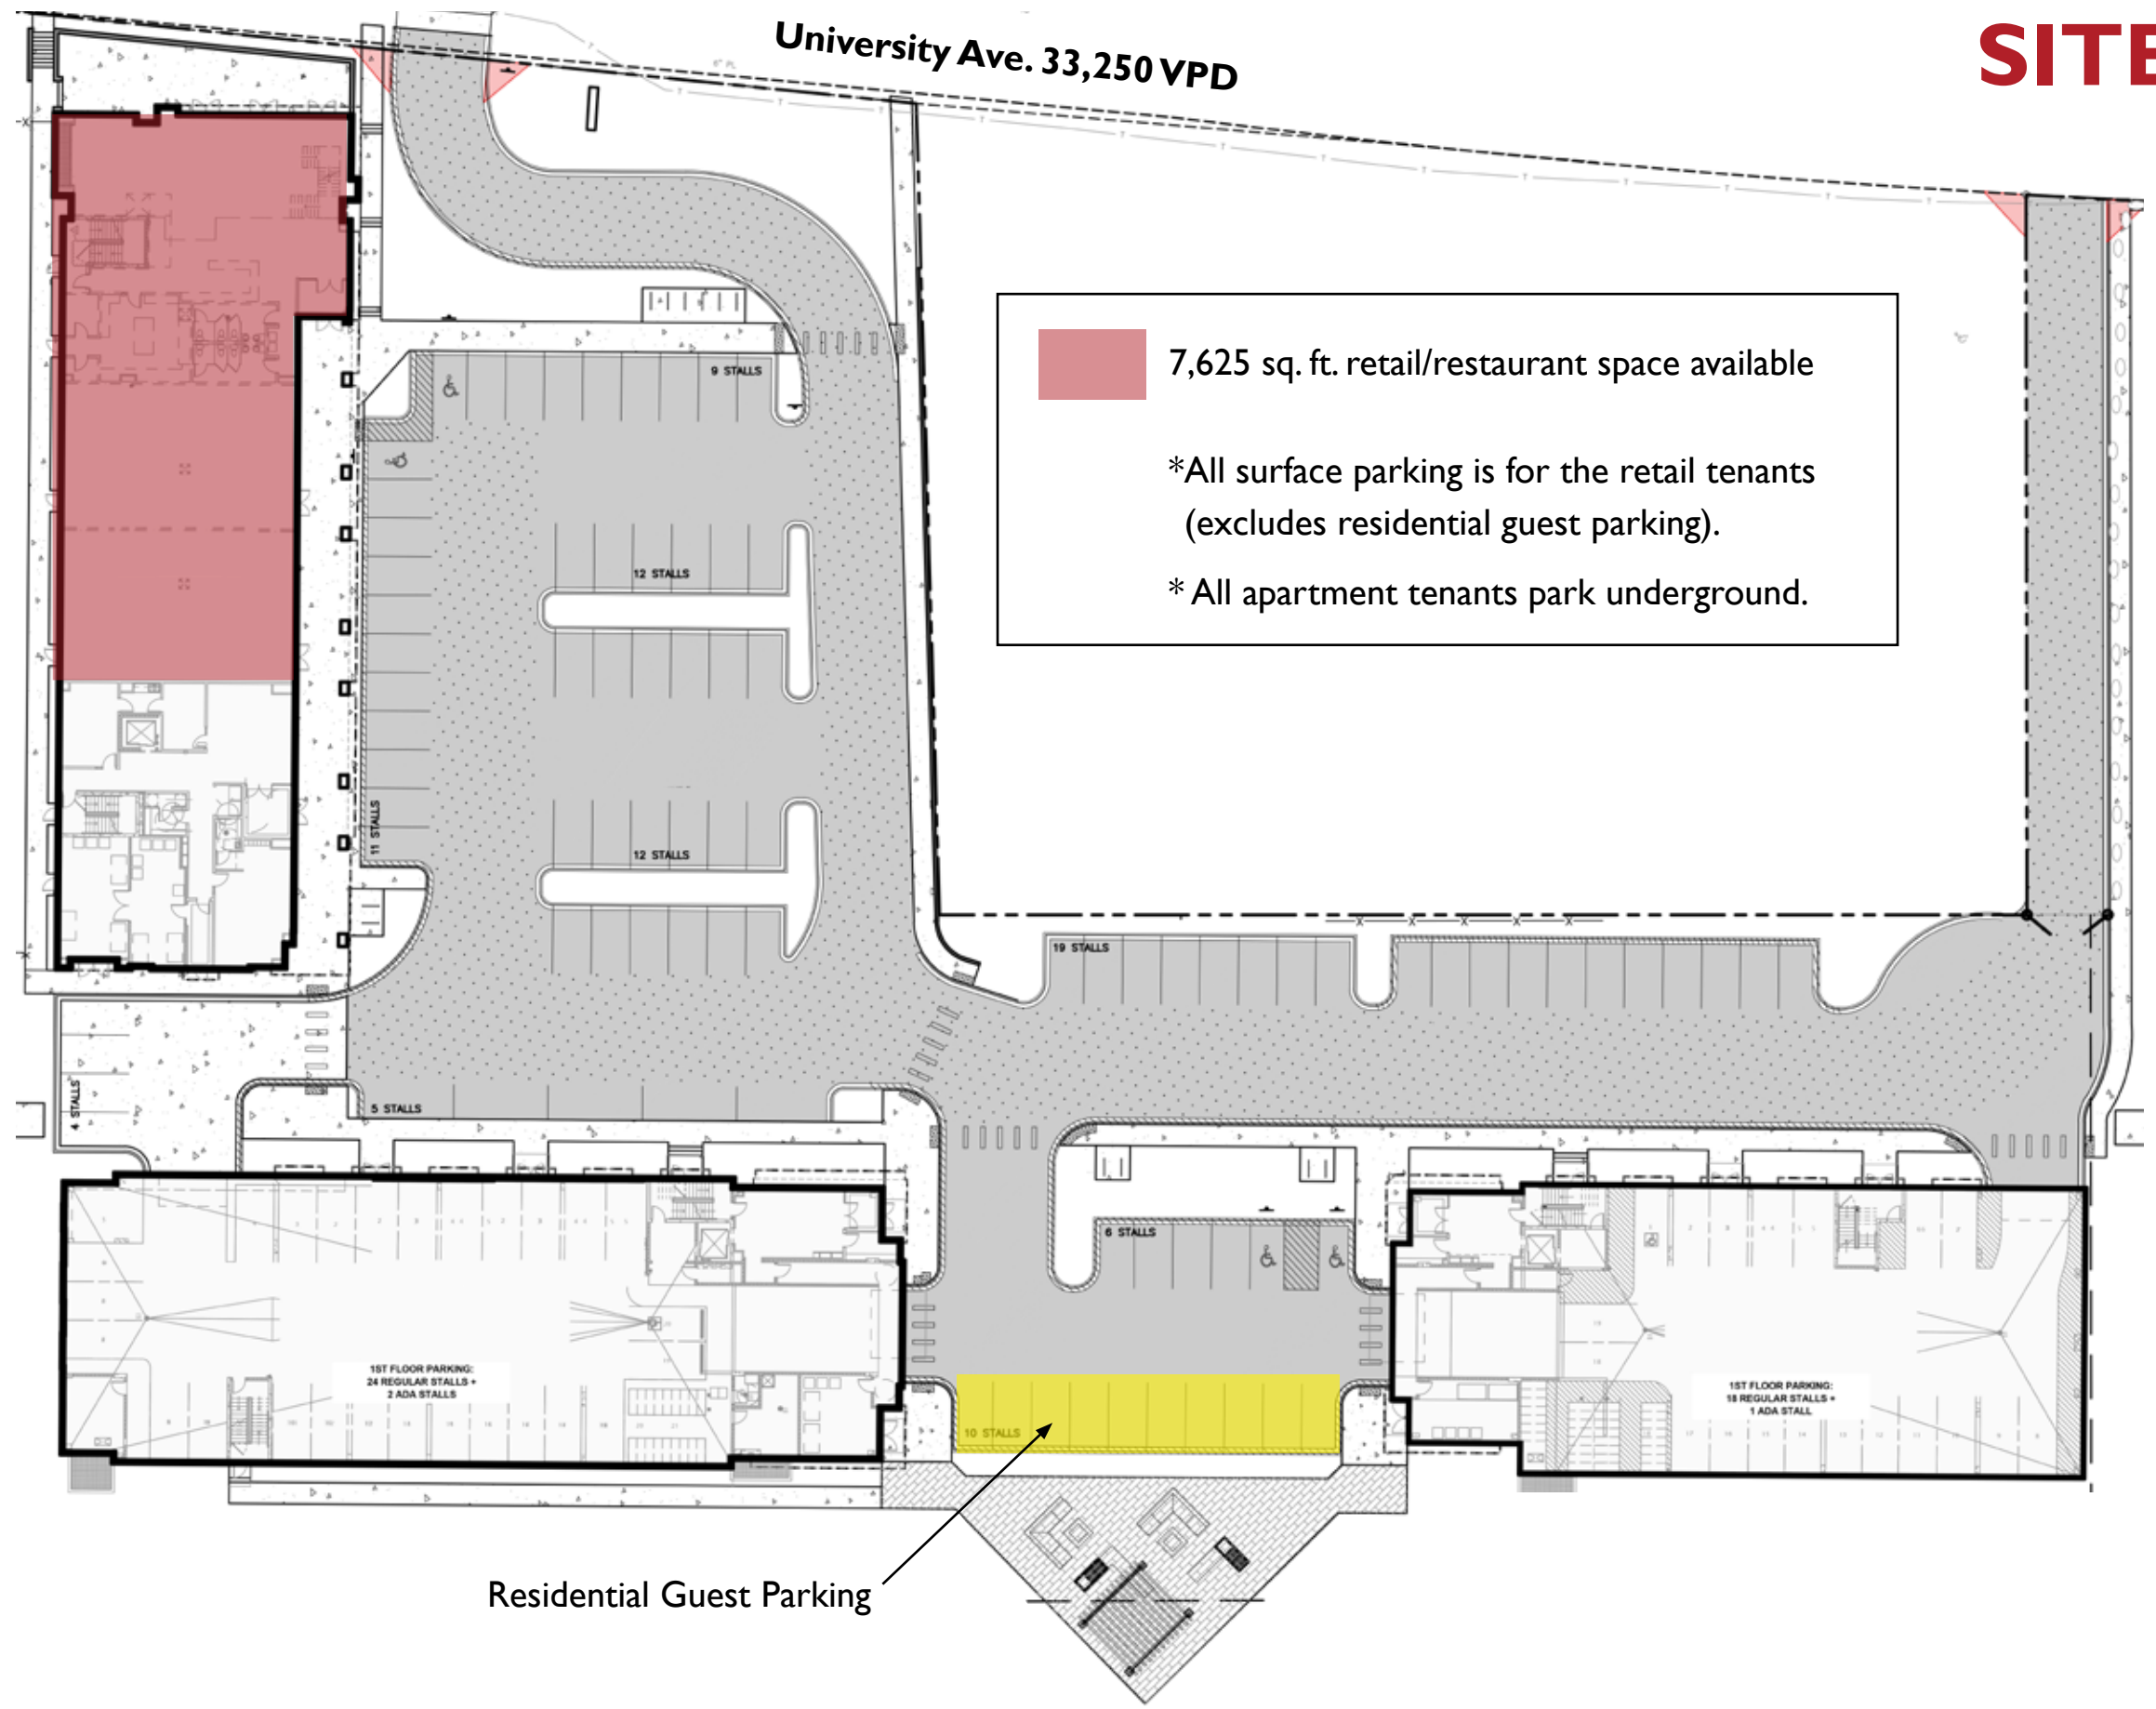 SITE
University Ave. 33,250 VPD
7,625 sq. ft. retail/restaurant space available
*All surface parking is for the retail tenants
(excludes residential guest parking).
* All apartment tenants park underground.
9 STALLS
12 STALLS
12 STALLS
11 STALLS
19 STALLS
4 STALLS
5 STALLS
6 STALLS
1ST FLOOR PARKING:
24 REGULAR STALLS +
2 ADA STALLS
1ST FLOOR PARKING:
18 REGULAR STALLS +
1 ADA STALL
10 STALLS
Residential Guest Parking